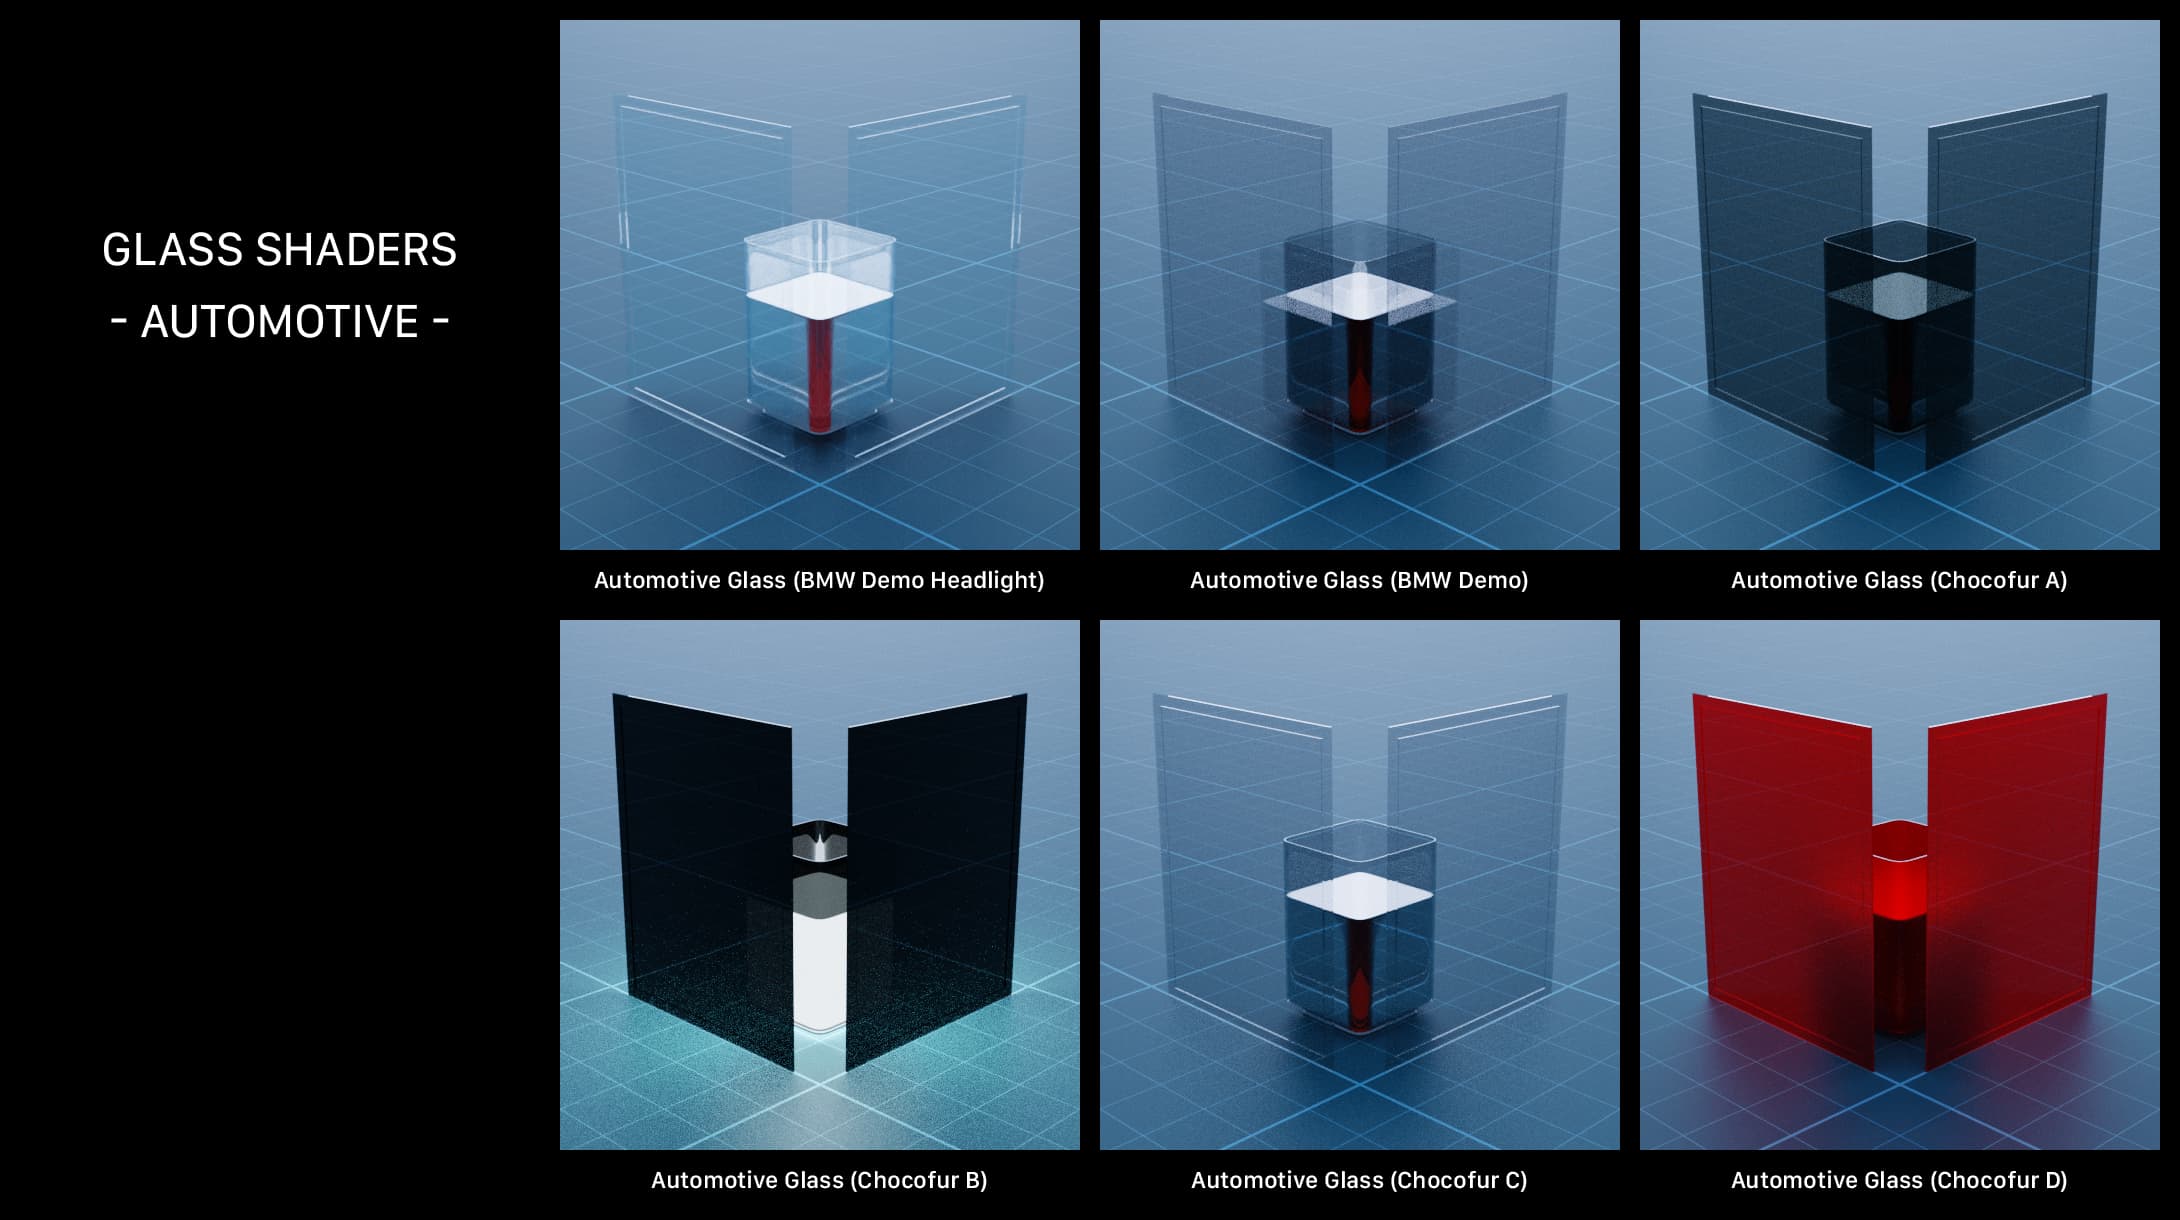 GLASS SHADERS
- AUTOMOTIVE -
Automotive Glass (BMW Demo Headlight)
Automotive Glass (BMW Demo)
Automotive Glass (Chocofur A)
Automotive Glass (Chocofur B)
Automotive Glass (Chocofur C)
Automotive Glass (Chocofur D)